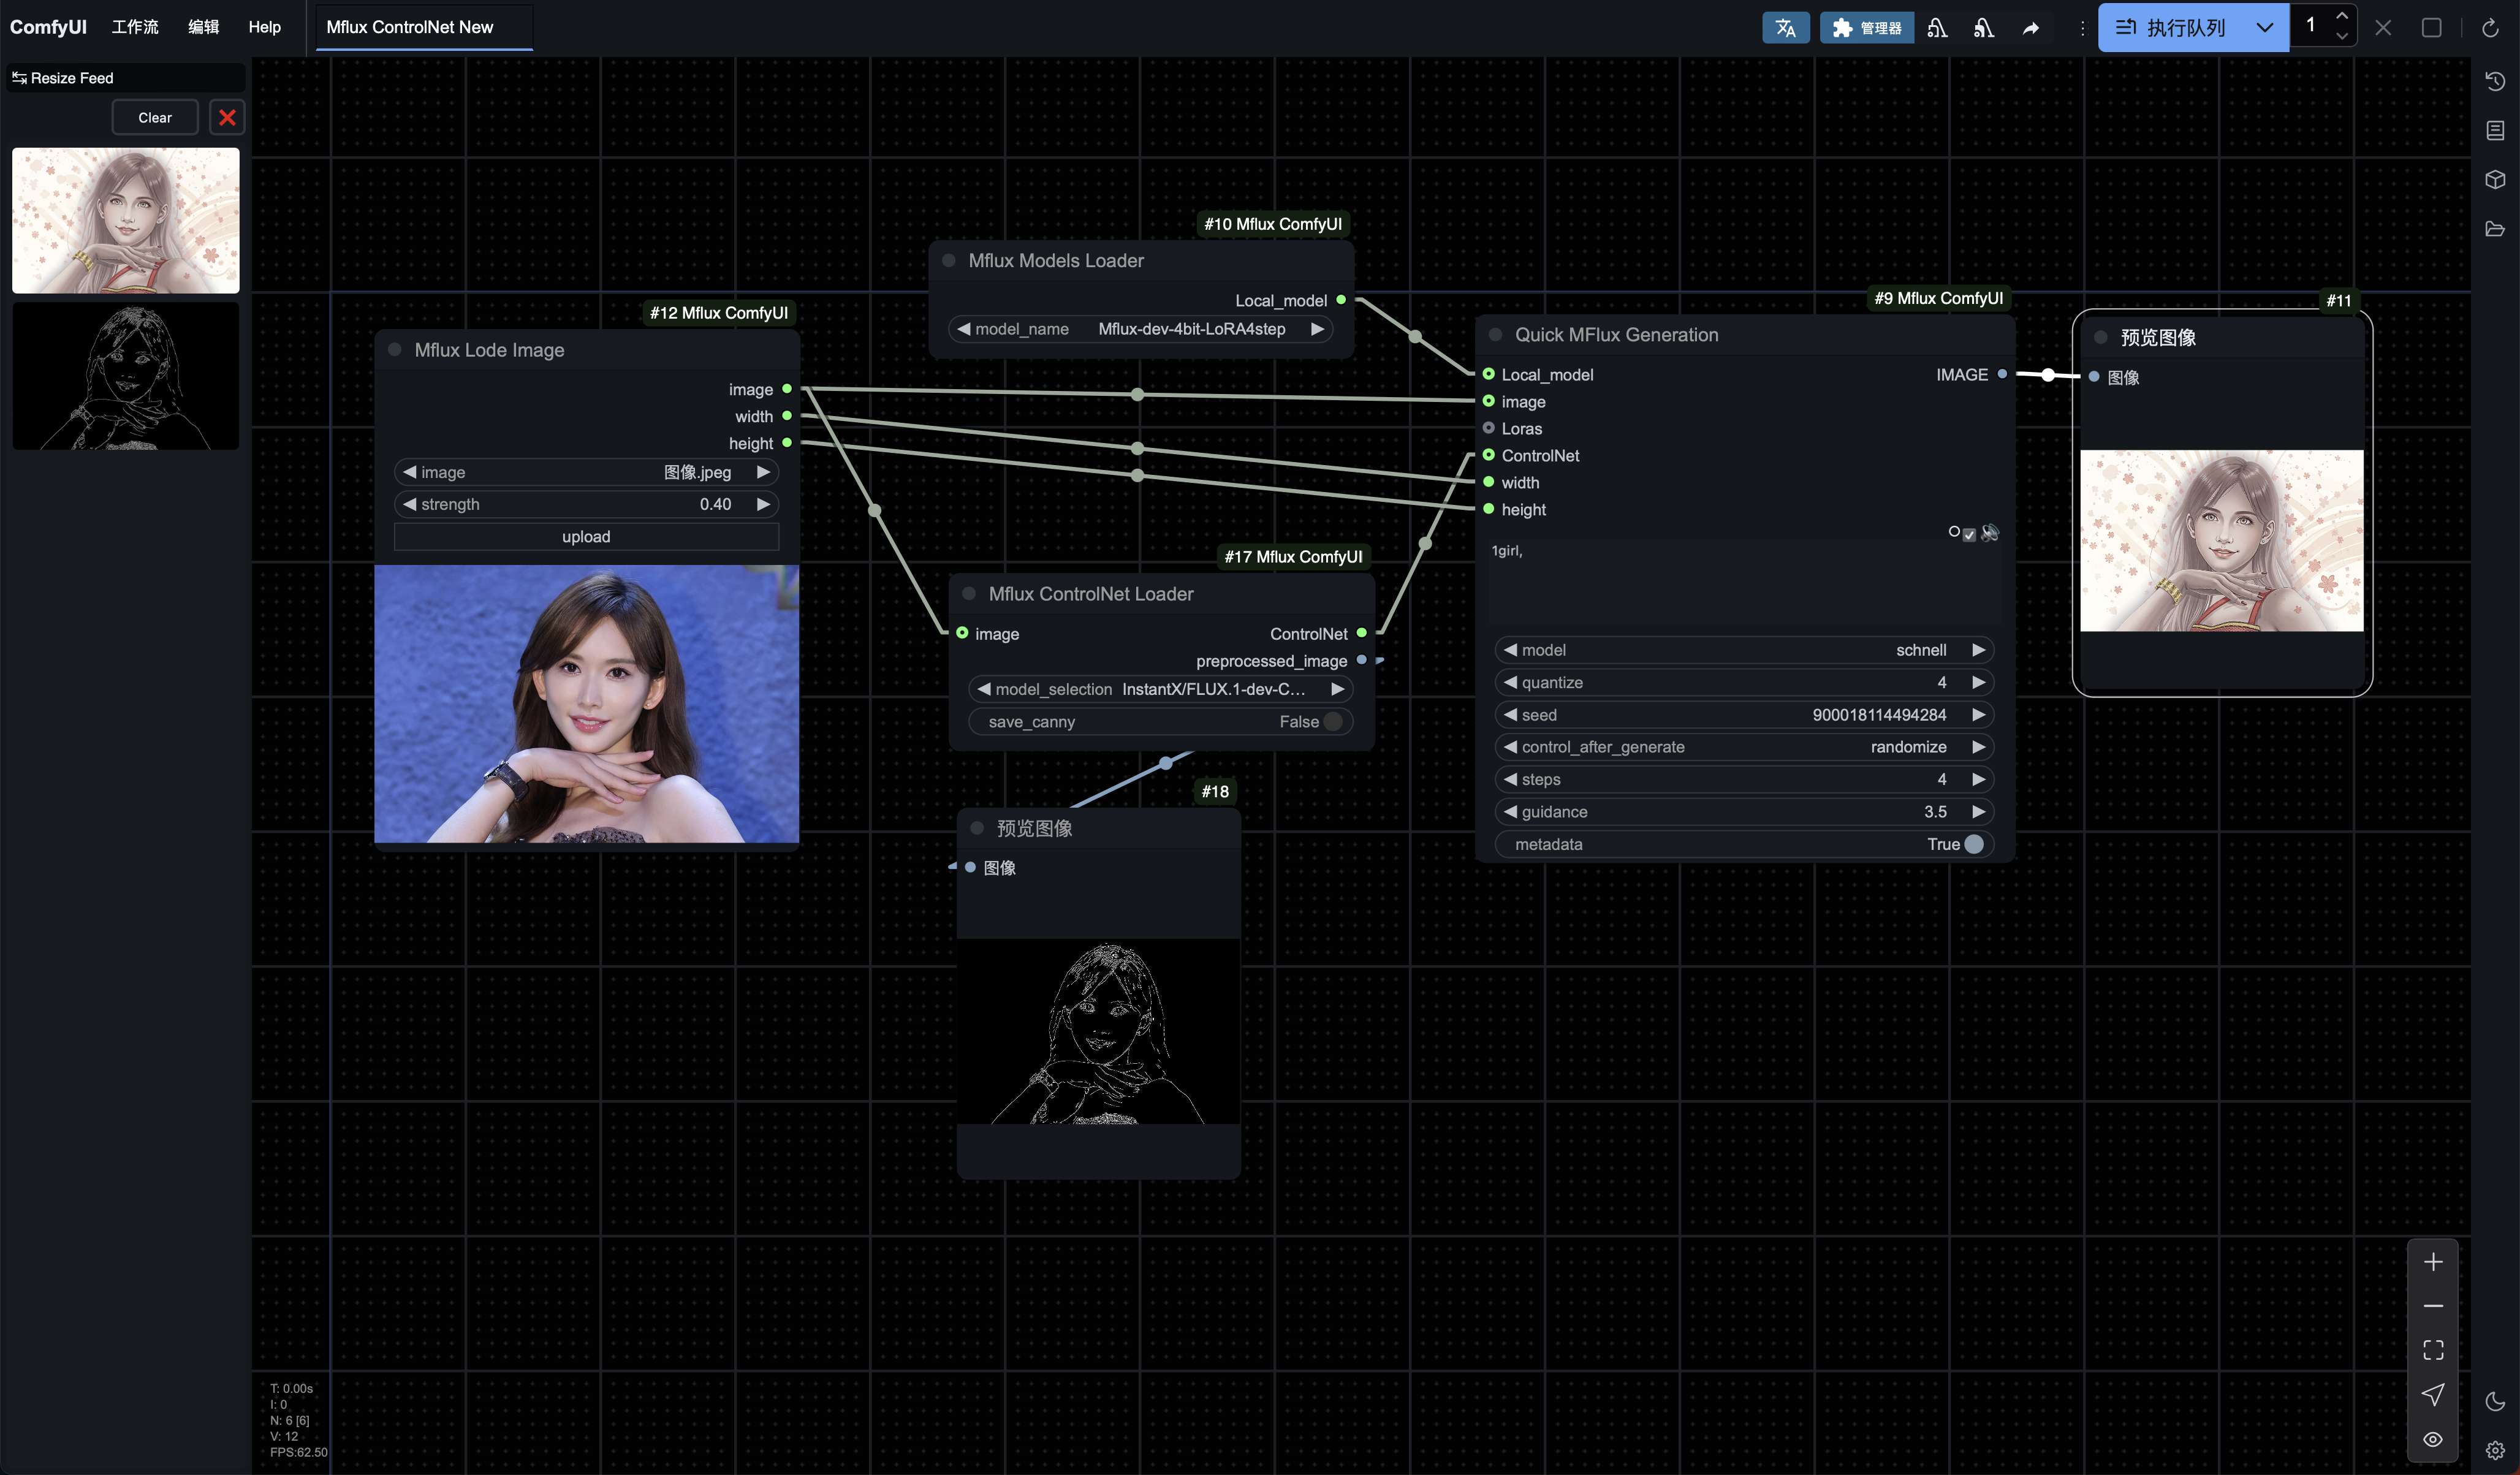 ComfyUI 工作流 编辑 Help
Mflux ControlNet New
管理器
执行队列
1
Resize Feed
Clear
#10 Mflux ComfyUI
Mflux Models Loader
Local_model
model_name Mflux-dev-4bit-LoRA4step
#12 Mflux ComfyUI
Mflux Lode Image
image
width
height
image 图像.jpeg
strength 0.40
upload
#17 Mflux ComfyUI
Mflux ControlNet Loader
image ControlNet
preprocessed_image
model_selection InstantX/FLUX.1-dev-C...
save_canny False
#18
预览图像
图像
#9 Mflux ComfyUI
Quick MFlux Generation
Local_model IMAGE
image
Loras
ControlNet
width
height
1girl,
model schnell
quantize 4
seed 900018114494284
control_after_generate randomize
steps 4
guidance 3.5
metadata True
#11
预览图像
图像
T: 0.00s
I: 0
N: 6 [6]
V: 12
FPS:62.50